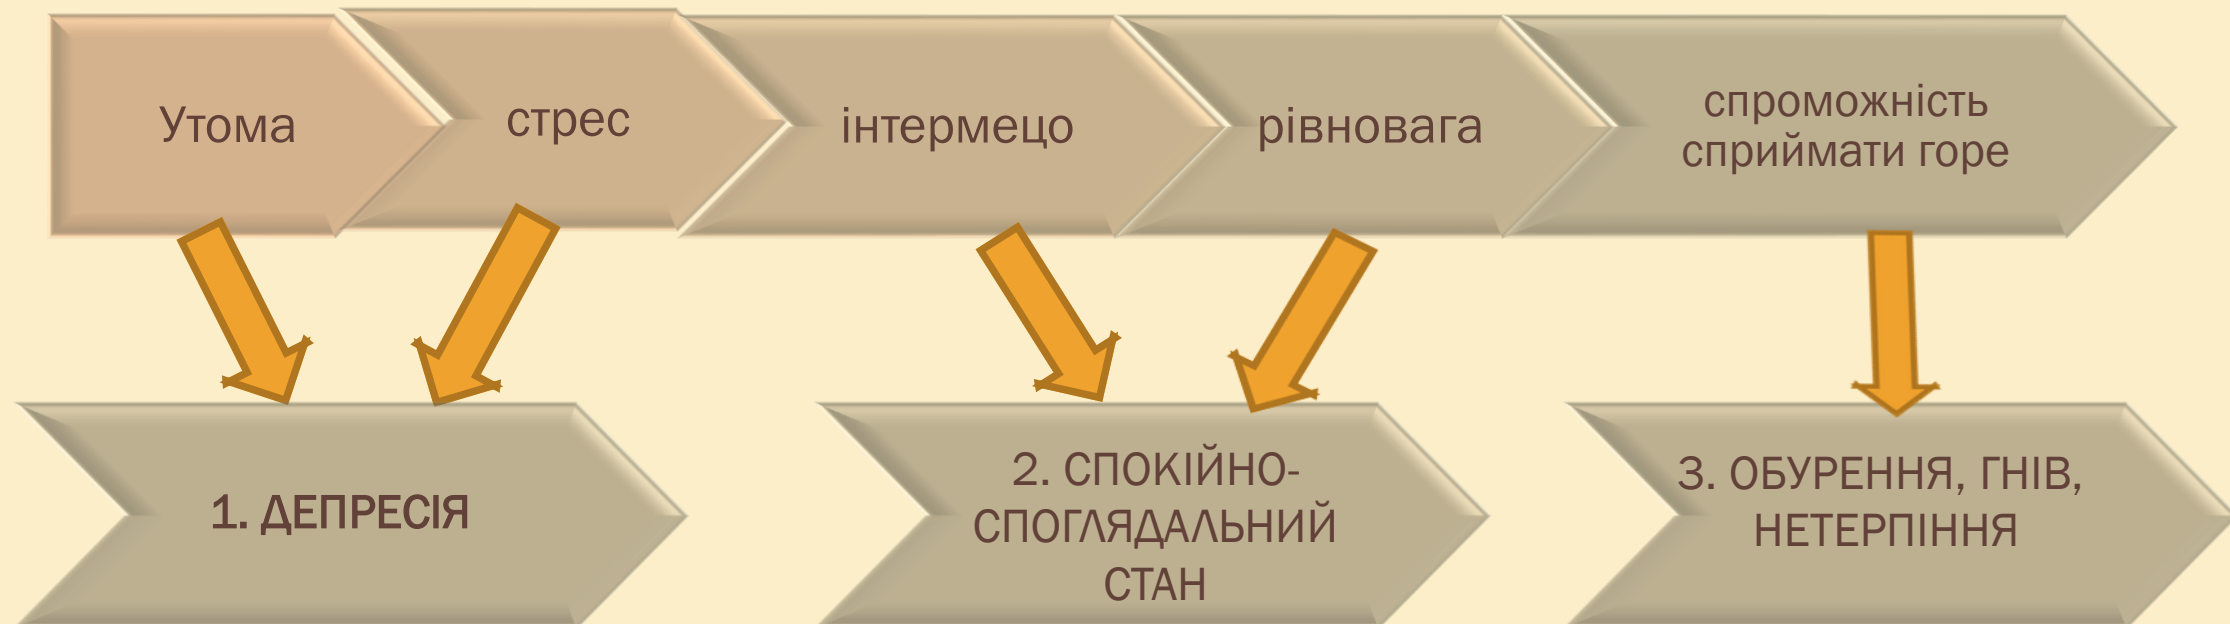 Утома
стрес
інтермецо
рівновага
спроможність
сприймати горе
1. ДЕПРЕСІЯ
2. СПОКІЙНО-
СПОГЛЯДАЛЬНИЙ
СТАН
3. ОБУРЕННЯ, ГНІВ,
НЕТЕРПІННЯ